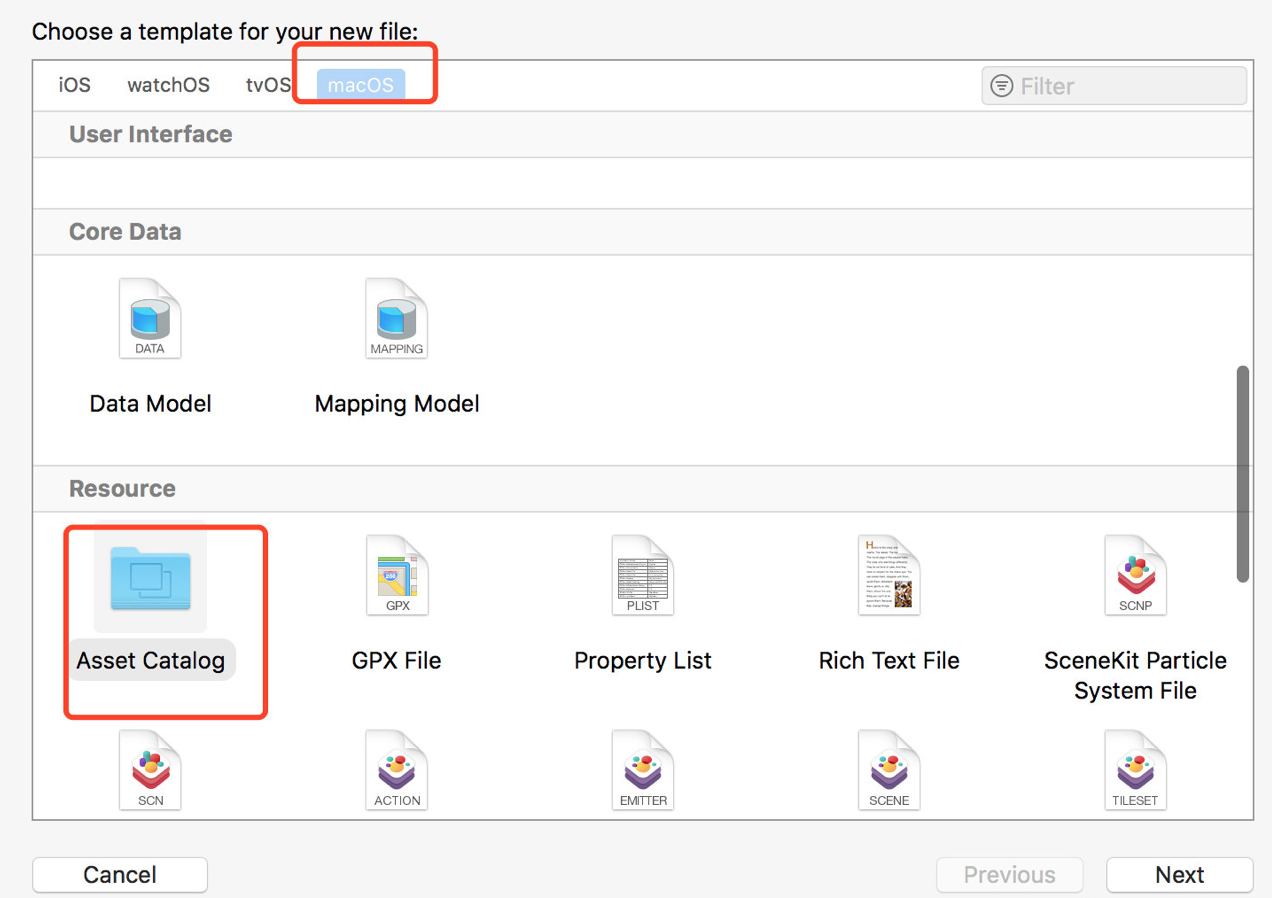 Choose a template for your new file:
iOS watchOS tvOS macOS Filter
User Interface
Core Data
DATA MAPPING
Data Model Mapping Model
Resource
GPX PLIST SCNP
Asset Catalog GPX File Property List Rich Text File SceneKit Particle
System File
SCN ACTION EMITTER SCENE TILESET
Cancel Previous Next